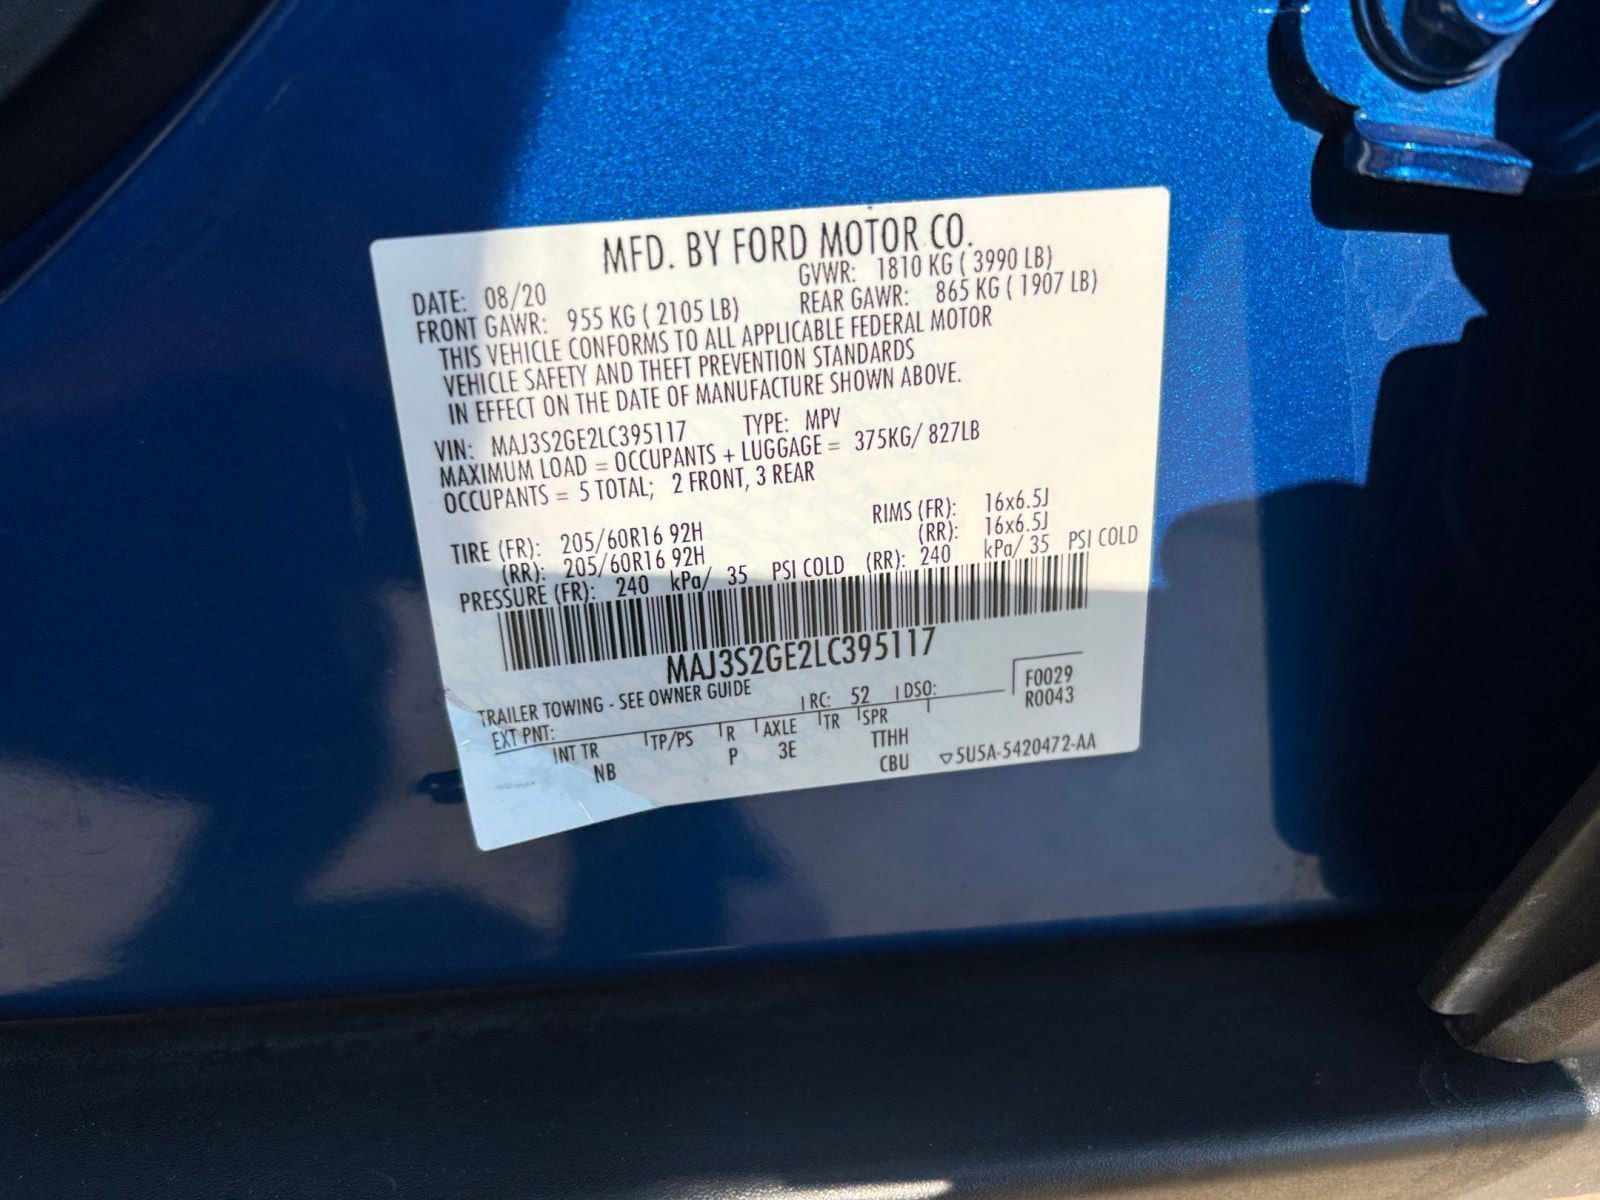 MFD. BY FORD MOTOR CO.
DATE: 08/20 GVWR: 1810 KG ( 3990 LB)
FRONT GAWR: 955 KG ( 2105 LB) REAR GAWR: 865 KG ( 1907 LB)
THIS VEHICLE CONFORMS TO ALL APPLICABLE FEDERAL MOTOR
VEHICLE SAFETY AND THEFT PREVENTION STANDARDS
IN EFFECT ON THE DATE OF MANUFACTURE SHOWN ABOVE.
VIN: MAJ3S2GE2LC395117 TYPE: MPV
MAXIMUM LOAD = OCCUPANTS + LUGGAGE = 375KG/ 827LB
OCCUPANTS = 5 TOTAL; 2 FRONT, 3 REAR
TIRE (FR): 205/60R16 92H RIMS (FR): 16x6.5J
(RR): 205/60R16 92H (RR): 16x6.5J
PRESSURE (FR): 240 kPa/ 35 PSI COLD (RR): 240 kPa/ 35 PSI COLD
MAJ3S2GE2LC395117
TRAILER TOWING - SEE OWNER GUIDE
EXT PNT: RC: 52 DSO: F0029
R0043
INT TR TP/PS R AXLE TR SPR
NB P 3E TTHH
CBU 5U5A-5420472-AA